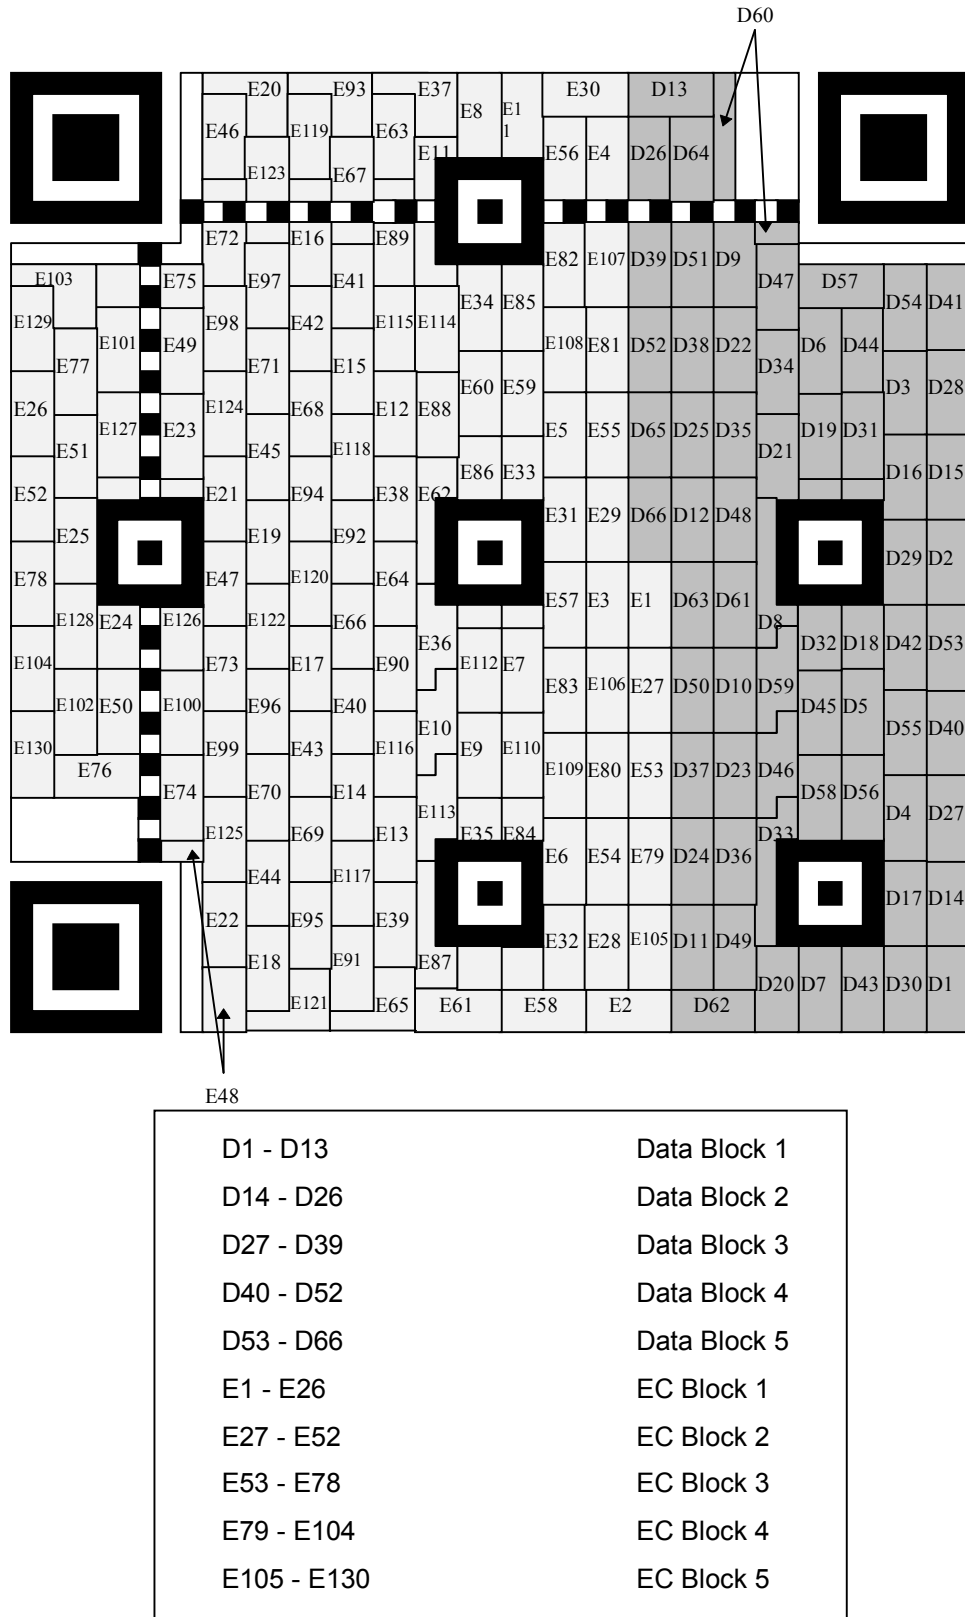 D60
E20 E93 E37 E8 E1 E30 D13
1
E46 E119 E63 E11 E56 E4 D26 D64
E123 E67
E72 E16 E89 E82 E107 D39 D51 D9
E103 E75 E97 E41 E34 E85 D47 D57 D54 D41
E129 E101 E49 E98 E42 E115 E114 E108 E81 D52 D38 D22 D34 D6 D44
E77 E71 E15 E60 E59 D3 D28
E26 E127 E23 E124 E68 E12 E88 E5 E55 D65 D25 D35 D19 D31
E51 E45 E118 E86 E33 D21 D16 D15
E52 E21 E94 E38 E62 E31 E29 D66 D12 D48
E25 E19 E92 D29 D2
E78 E47 E120 E64 E57 E3 E1 D63 D61
E128 E24 E126 E122 E66 E36 E112 E7 D8 D32 D18 D42 D53
E104 E73 E17 E90 E83 E106 E27 D50 D10 D59
E102 E50 E100 E96 E40 E10 E9 E110 D45 D5 D55 D40
E130 E76 E99 E43 E116 E109 E80 E53 D37 D23 D46
E74 E70 E14 E113 D58 D56 D4 D27
E125 E69 E13 E35 E84 E6 E54 E79 D24 D36 D33
E44 E117 D17 D14
E22 E95 E39 E32 E28 E105 D11 D49
E18 E91 E87 D20 D7 D43 D30 D1
E121 E65 E61 E58 E2 D62
E48
D1 - D13 Data Block 1
D14 - D26 Data Block 2
D27 - D39 Data Block 3
D40 - D52 Data Block 4
D53 - D66 Data Block 5
E1 - E26 EC Block 1
E27 - E52 EC Block 2
E53 - E78 EC Block 3
E79 - E104 EC Block 4
E105 - E130 EC Block 5